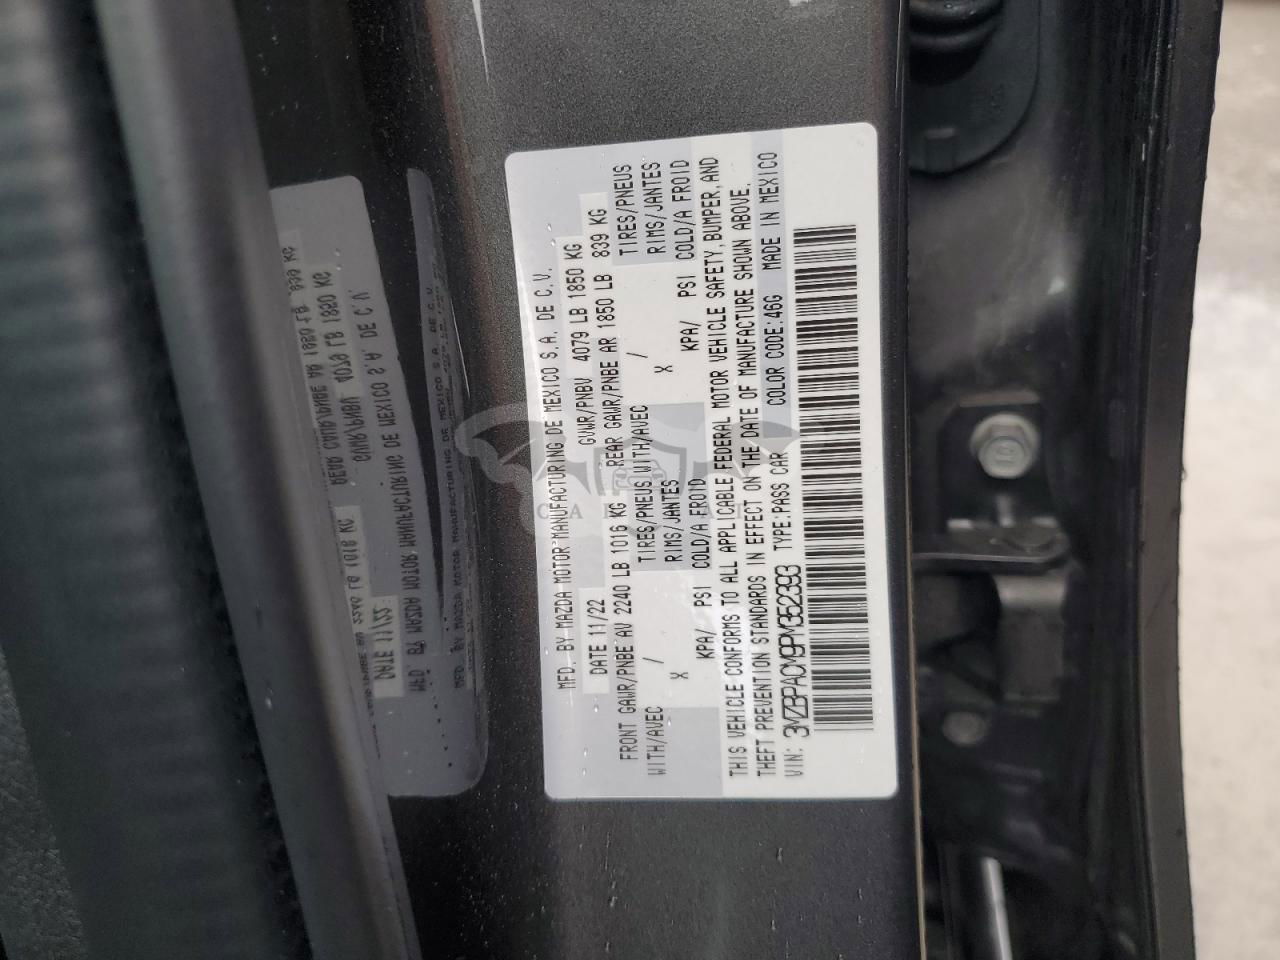 MFD. BY MAZDA MOTOR MANUFACTURING DE MEXICO S.A. DE C.V.
DATE 11/22 GVWR/PNBV 4079 LB 1850 KG
FRONT GAWR/PNBE AV 2240 LB 1016 KG REAR GAWR/PNBE AR 1850 LB 839 KG
WITH/AVEC / TIRES/PNEUS WITH/AVEC / TIRES/PNEUS
X RIMS/JANTES X RIMS/JANTES
KPA/ PSI COLD/A FROID KPA/ PSI COLD/A FROID
THIS VEHICLE CONFORMS TO ALL APPLICABLE FEDERAL MOTOR VEHICLE SAFETY, BUMPER, AND
THEFT PREVENTION STANDARDS IN EFFECT ON THE DATE OF MANUFACTURE SHOWN ABOVE.
VIN: 3MZBPACM9PM352393 TYPE:PASS CAR COLOR CODE:46G MADE IN MEXICO